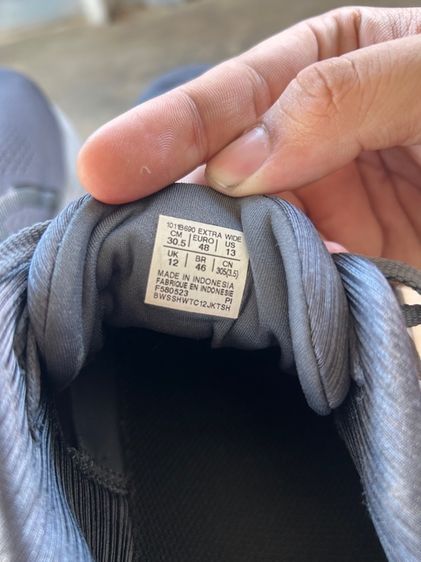 1011B690 EXTRA WIDE
CM EURO US
30.5 48 13
UK BR CN
12 46 305(3.5)
MADE IN INDONESIA
FABRIQUE EN INDONESIE
F580523 PI
BWSSHWTC12JKTSH